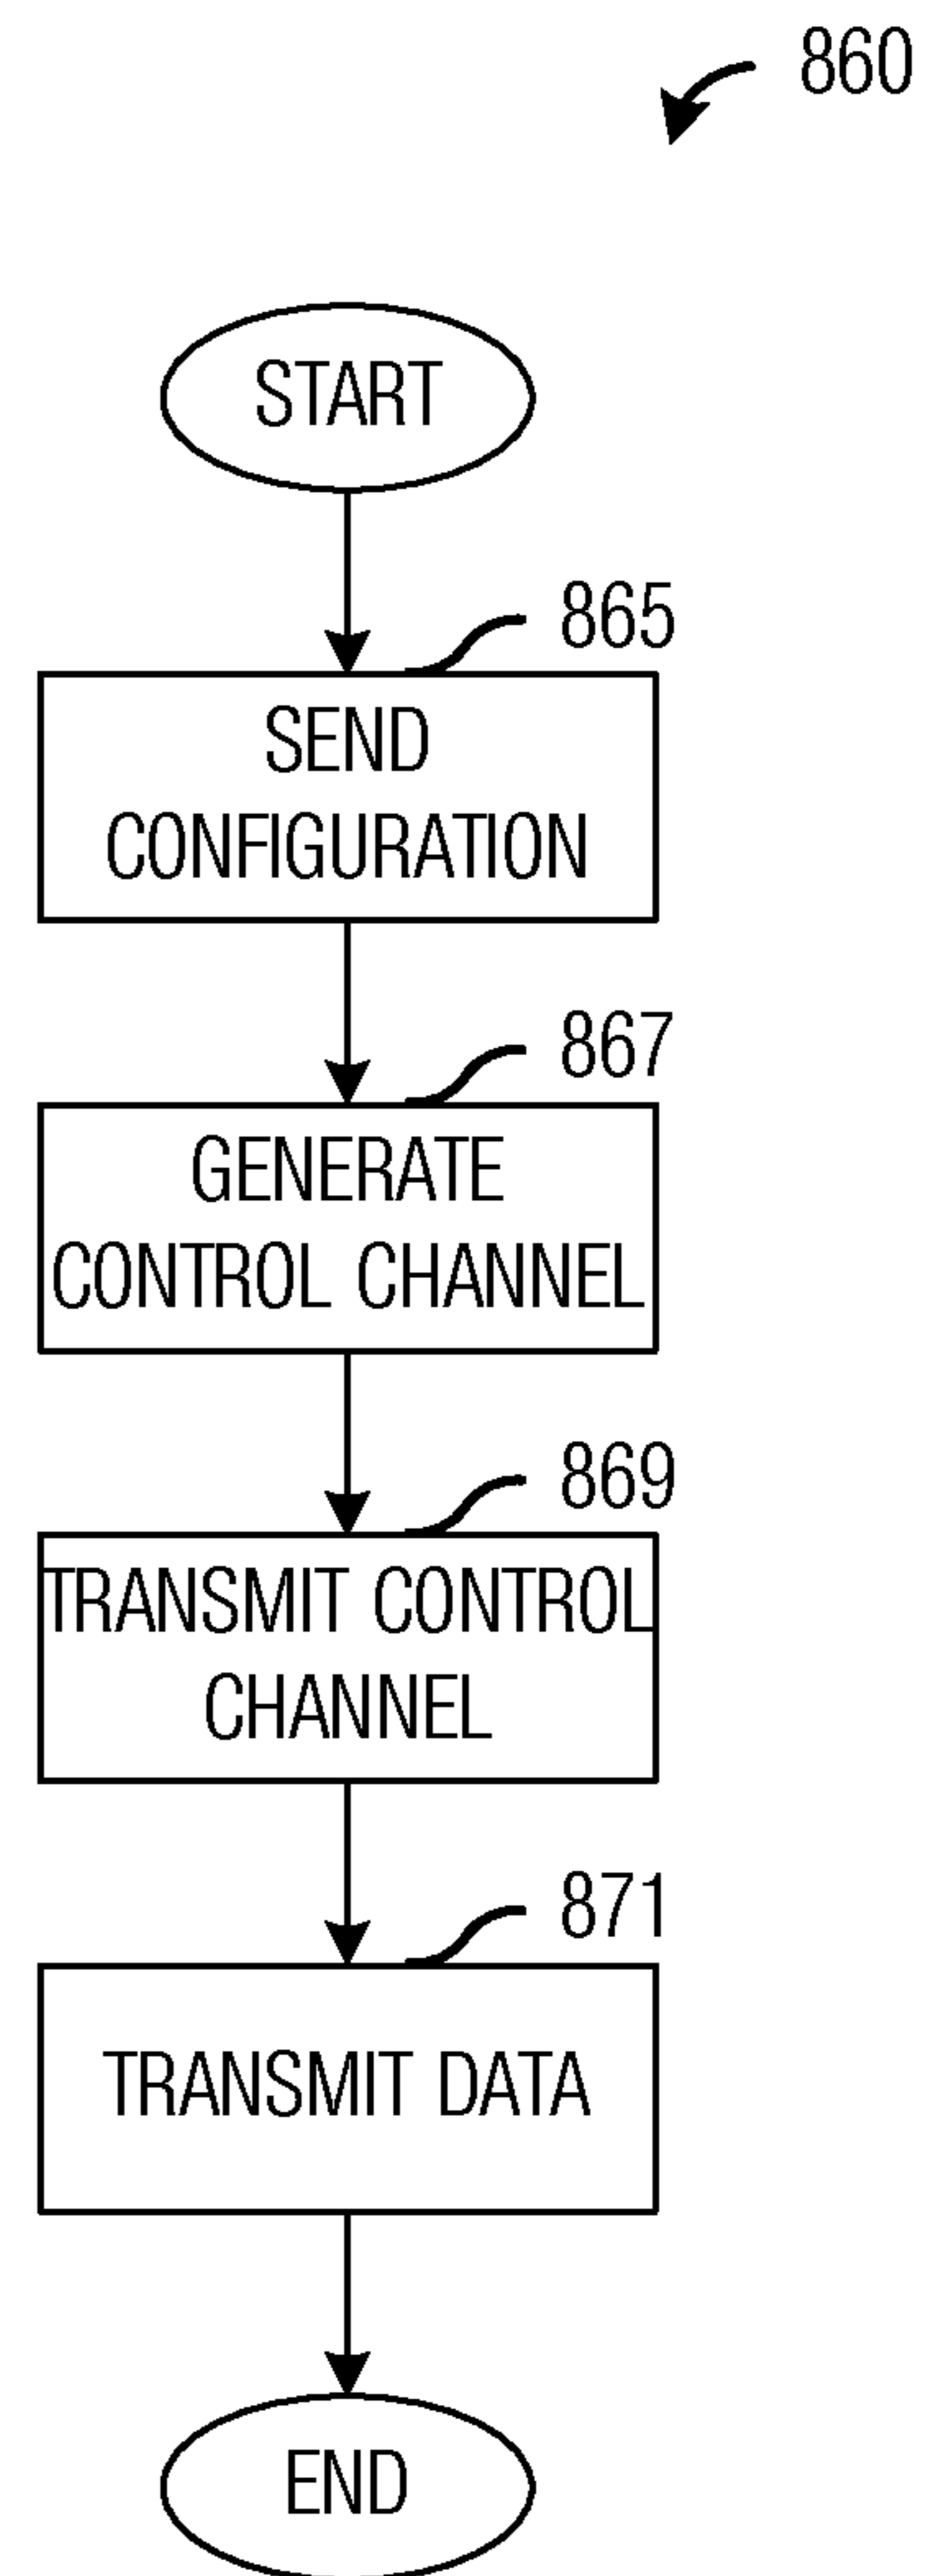 860
START
865
SEND
CONFIGURATION
867
GENERATE
CONTROL CHANNEL
869
TRANSMIT CONTROL
CHANNEL
871
TRANSMIT DATA
END